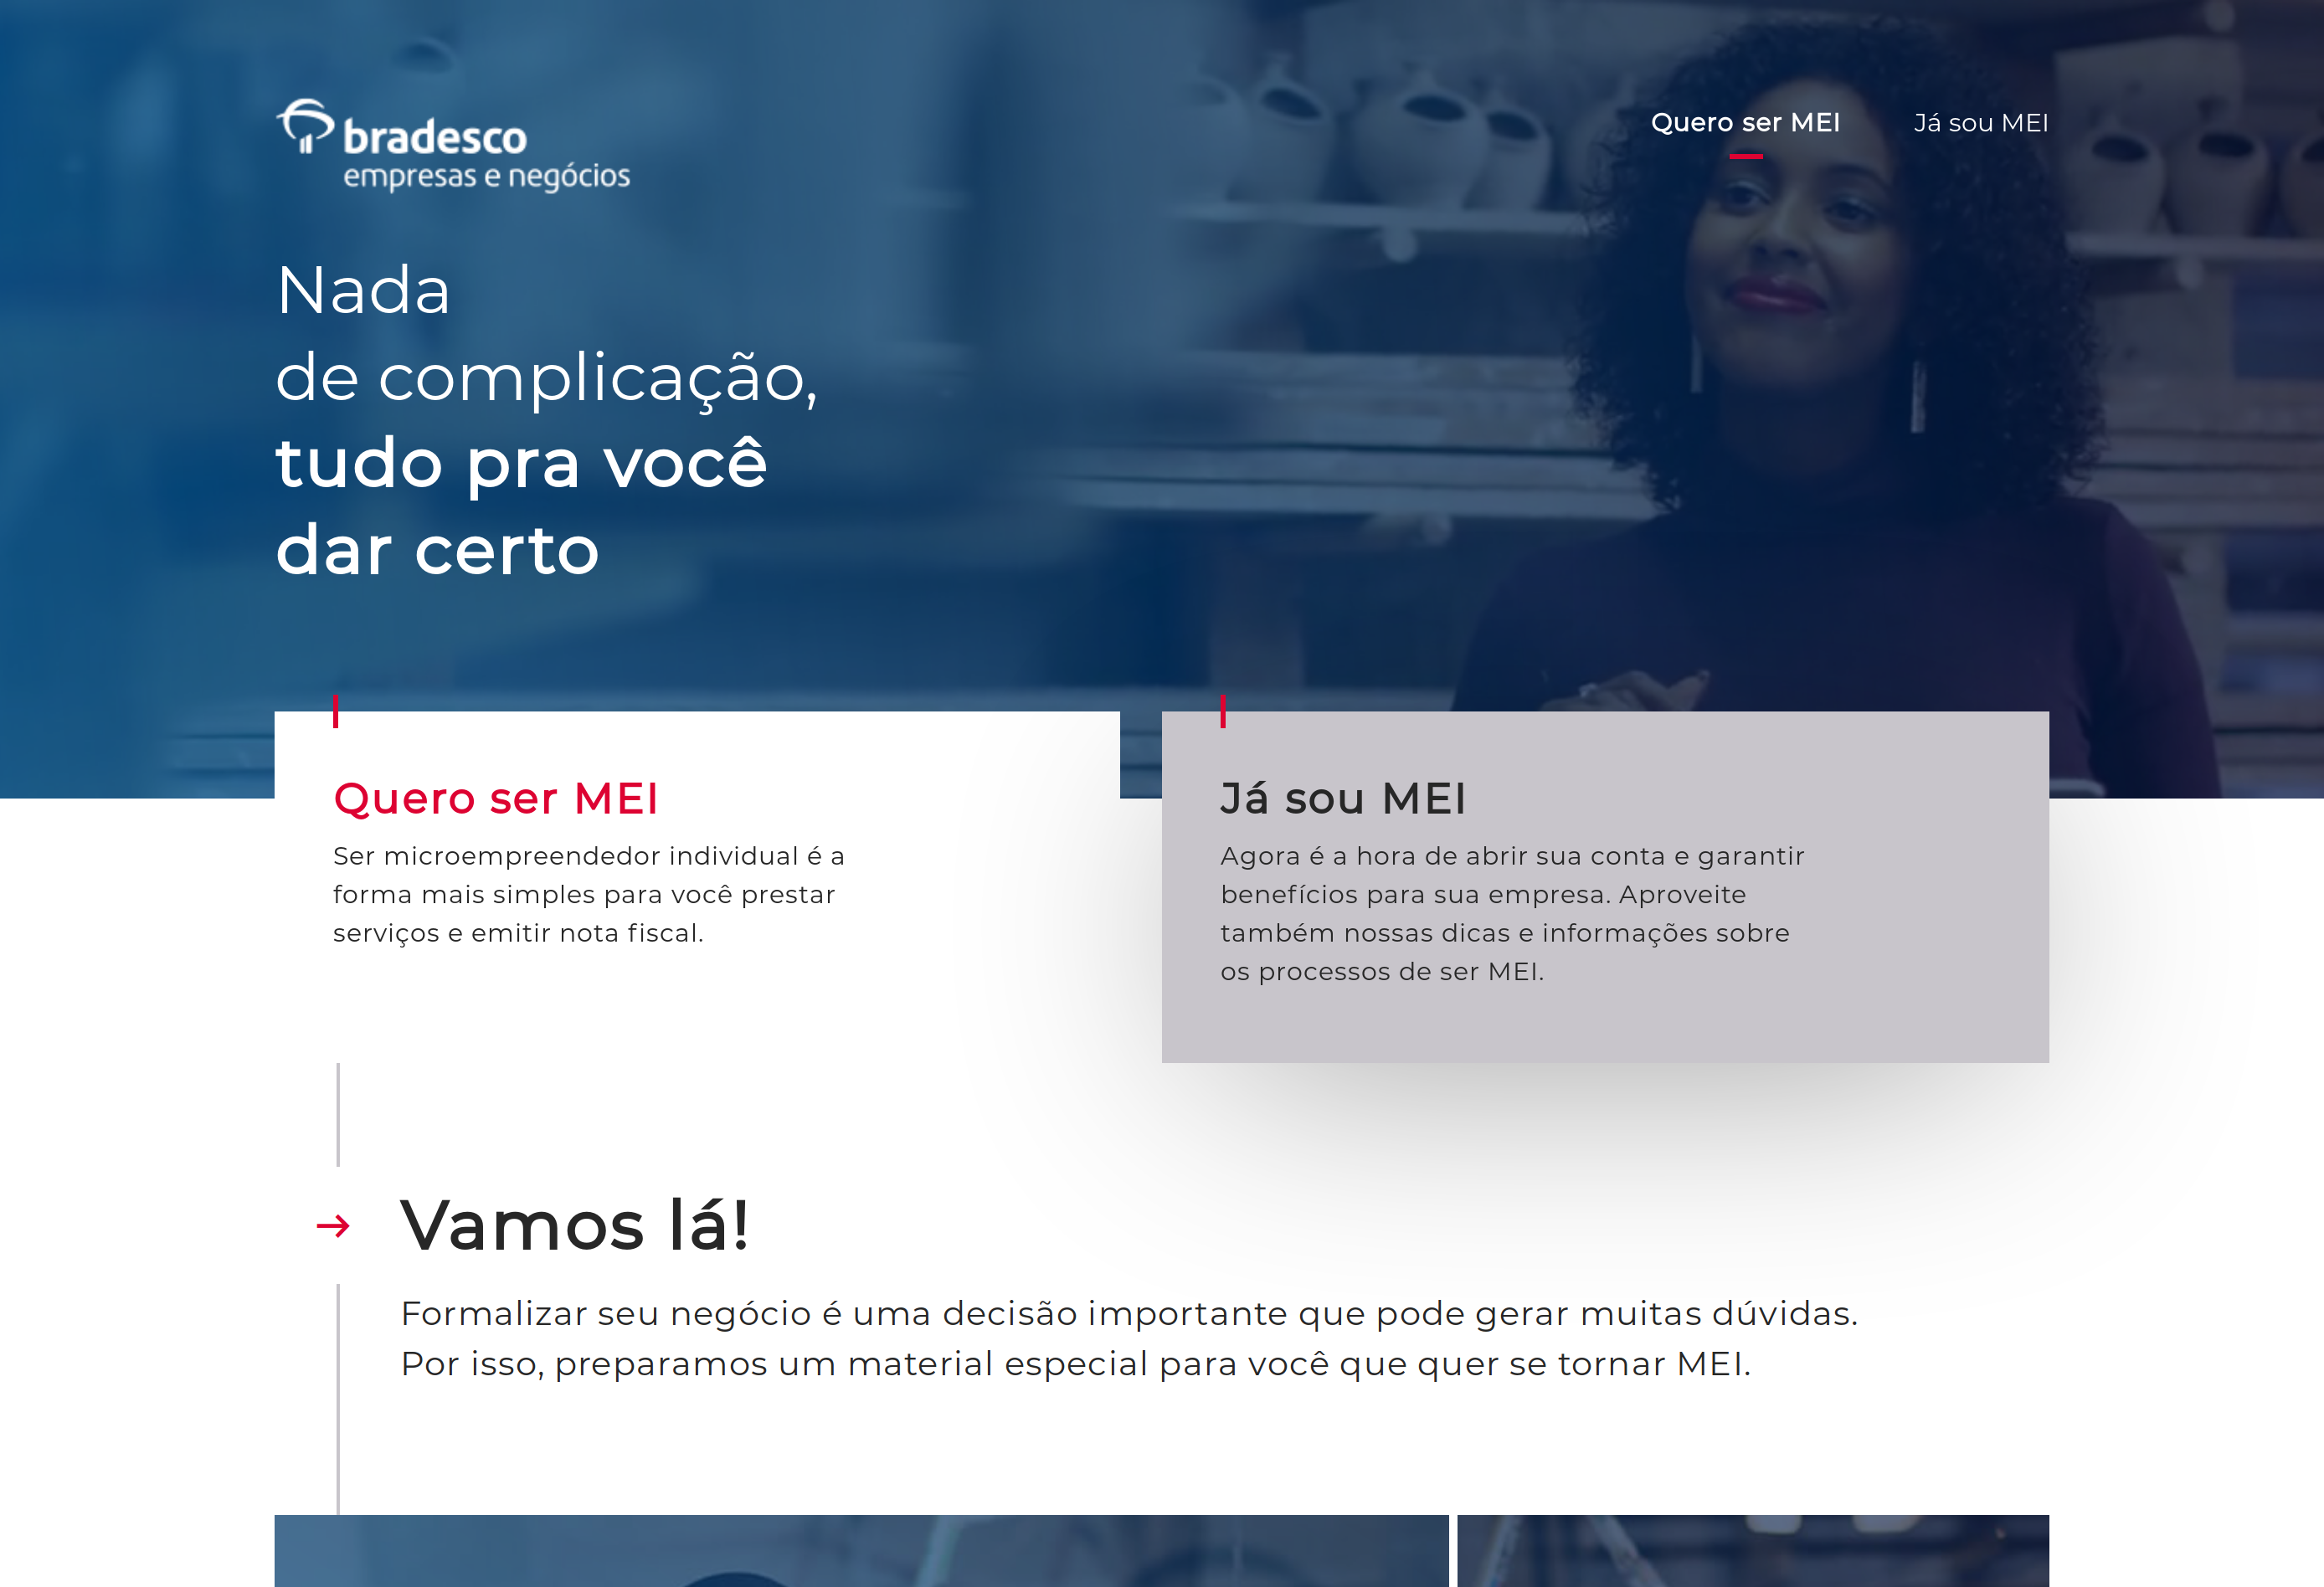 bradesco
empresas e negócios
Quero ser MEI
Já sou MEI
Nada
de complicação,
tudo pra você
dar certo
Quero ser MEI
Ser microempreendedor individual é a
forma mais simples para você prestar
serviços e emitir nota fiscal.
Já sou MEI
Agora é a hora de abrir sua conta e garantir
benefícios para sua empresa. Aproveite
também nossas dicas e informações sobre
os processos de ser MEI.
Vamos lá!
Formalizar seu negócio é uma decisão importante que pode gerar muitas dúvidas.
Por isso, preparamos um material especial para você que quer se tornar MEI.